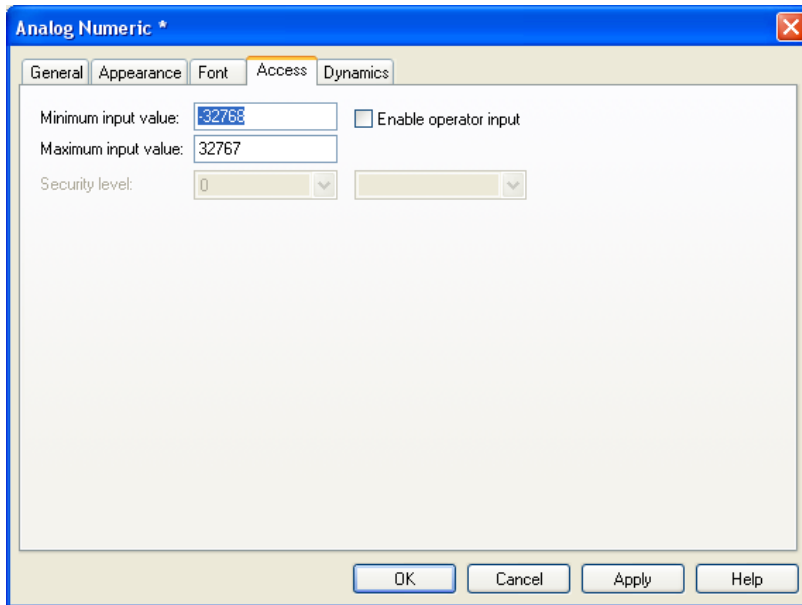 Analog Numeric *
General Appearance Font Access Dynamics
Minimum input value: -32768 Enable operator input
Maximum input value: 32767
Security level: 0
OK Cancel Apply Help